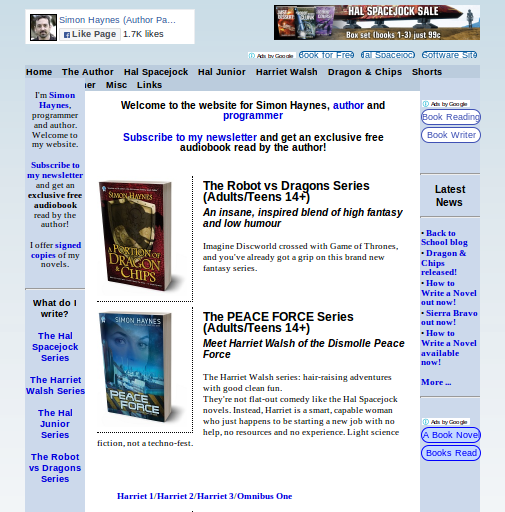 Simon Haynes (Author Pa...
Like Page 1.7K likes
HAL SPACEJOCK SALE
Box set (books 1-3) just 99c
Ads by Google Book for Free Hal Spacejock Software Site
Home The Author Hal Spacejock Hal Junior Harriet Walsh Dragon & Chips Shorts
er Misc Links
I'm Simon
Haynes,
programmer
and author.
Welcome to
my website.
Subscribe to
my newsletter
and get an
exclusive free
audiobook
read by the
author!
I offer signed
copies of my
novels.
What do I
write?
The Hal
Spacejock
Series
The Harriet
Walsh Series
The Hal
Junior
Series
The Robot
vs Dragons
Series
Welcome to the website for Simon Haynes, author and
programmer
Subscribe to my newsletter and get an exclusive free
audiobook read by the author!
SIMON HAYNES
A PORTION OF
DRAGON
& CHIPS
The Robot vs Dragons Series
(Adults/Teens 14+)
An insane, inspired blend of high fantasy
and low humour
Imagine Discworld crossed with Game of Thrones,
and you've already got a grip on this brand new
fantasy series.
SIMON HAYNES
PEACE
FORCE
The PEACE FORCE Series
(Adults/Teens 14+)
Meet Harriet Walsh of the Dismolle Peace
Force
The Harriet Walsh series: hair-raising adventures
with good clean fun.
They're not flat-out comedy like the Hal Spacejock
novels. Instead, Harriet is a smart, capable woman
who just happens to be starting a new job with no
help, no resources and no experience. Light science
fiction, not a techno-fest.
Harriet 1/Harriet 2/Harriet 3/Omnibus One
Ads by Google
Book Reading
Book Writer
Latest
News
• Back to
School blog
• Dragon &
Chips
released!
• How to
Write a Novel
out now!
• Sierra Bravo
out now!
• How to
Write a Novel
available
now!
More ...
Ads by Google
A Book Novel
Books Read